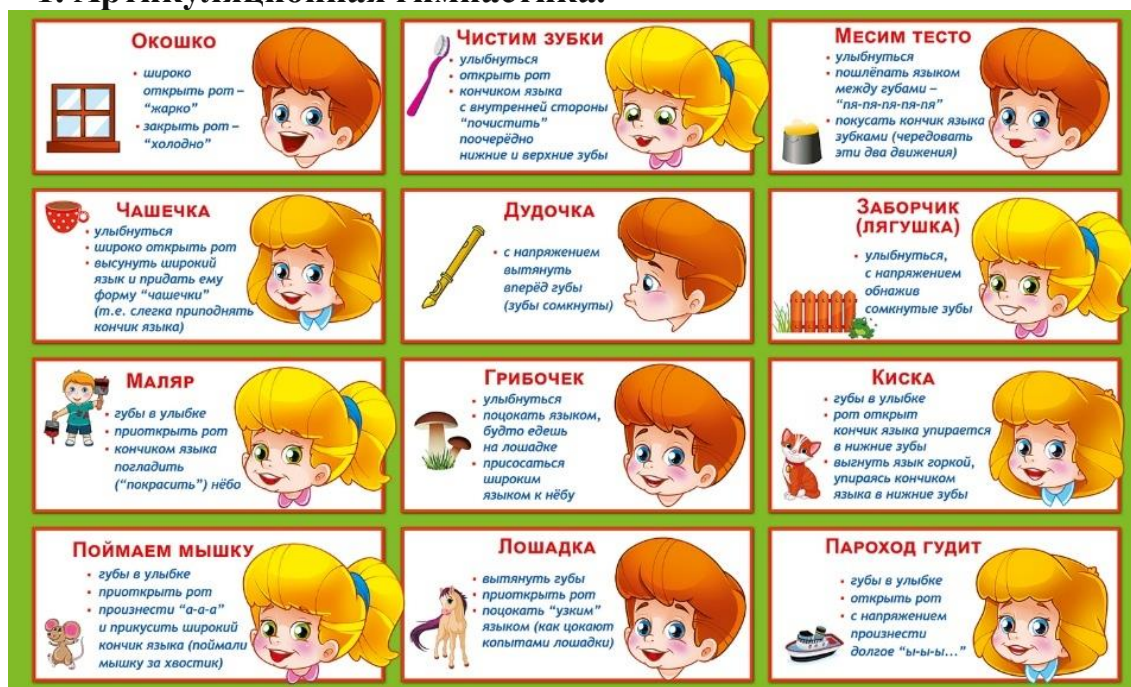 1. Артикуляционная гимнастика.
ОКОШКО
• широко
открыть рот –
“жарко”
• закрыть рот –
“холодно”
ЧИСТИМ ЗУБКИ
• улыбнуться
• открыть рот
• кончиком языка
с внутренней стороны
“почистить”
поочерёдно
нижние и верхние зубы
МЕСИМ ТЕСТО
• улыбнуться
• пошлёпать языком
между губами –
“пя-пя-пя-пя-пя”
• покусать кончик языка
зубками (чередовать
эти два движения)
ЧАШЕЧКА
• улыбнуться
• широко открыть рот
• высунуть широкий
язык и придать ему
форму “чашечки”
(т.е. слегка приподнять
кончик языка)
ДУДОЧКА
• с напряжением
вытянуть
вперёд губы
(зубы сомкнуты)
ЗАБОРЧИК
(ЛЯГУШКА)
• улыбнуться,
с напряжением
обнажив
сомкнутые зубы
МАЛЯР
• губы в улыбке
• приоткрыть рот
• кончиком языка
погладить
(“покрасить”) нёбо
ГРИБОЧЕК
• улыбнуться
• поцокать языком,
будто едешь
на лошадке
• присосаться
широким
языком к нёбу
КИСКА
• губы в улыбке
• рот открыт
кончик языка упирается
в нижние зубы
• выгнуть язык горкой,
упираясь кончиком
языка в нижние зубы
ПОЙМАЕМ МЫШКУ
• губы в улыбке
• приоткрыть рот
• произнести “а-а-а”
и прикусить широкий
кончик языка (поймали
мышку за хвостик)
ЛОШАДКА
• вытянуть губы
• приоткрыть рот
• поцокать “узким”
языком (как цокают
копытами лошадки)
ПАРОХОД ГУДИТ
• губы в улыбке
• открыть рот
• с напряжением
произнести
долгое “ы-ы-ы...”